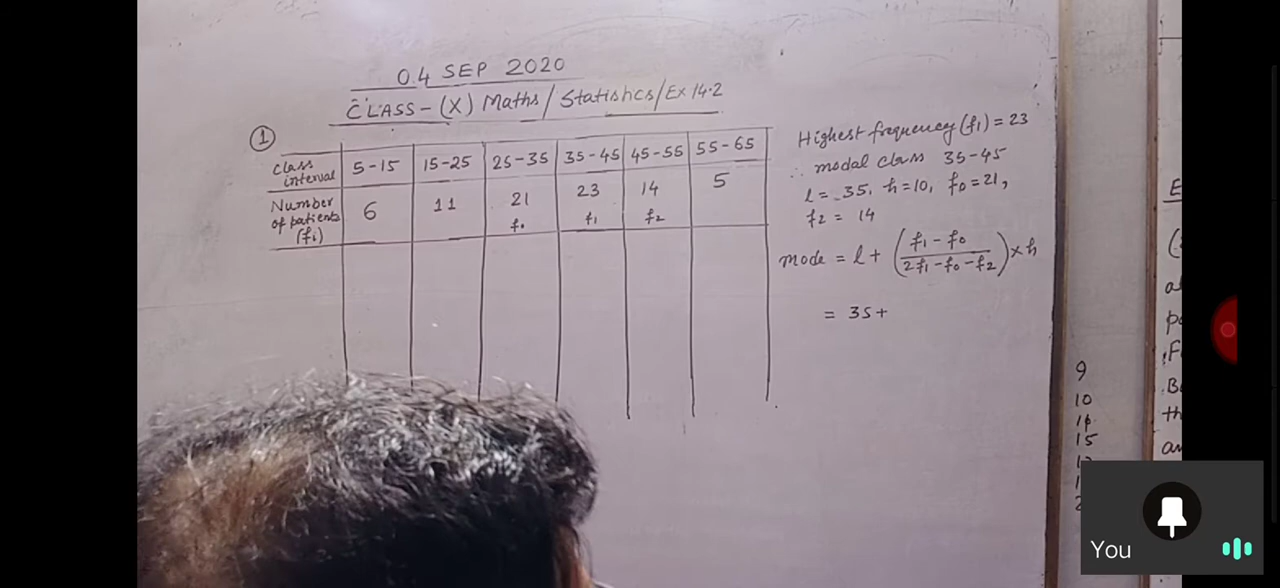 04 SEP 2020
CLASS-(X) Maths/Statistics/Ex 14.2
①
Class interval 5-15 15-25 25-35 35-45 45-55 55-65
Number of patients (fi) 6 11 21 23 14 5
f₀ f₁ f₂
Highest frequency (f₁) = 23
∴ modal class 35-45
l = 35, h = 10, f₀ = 21,
f₂ = 14
mode = l + (f₁ - f₀ / 2f₁ - f₀ - f₂) × h
= 35 +
9
10
15
You